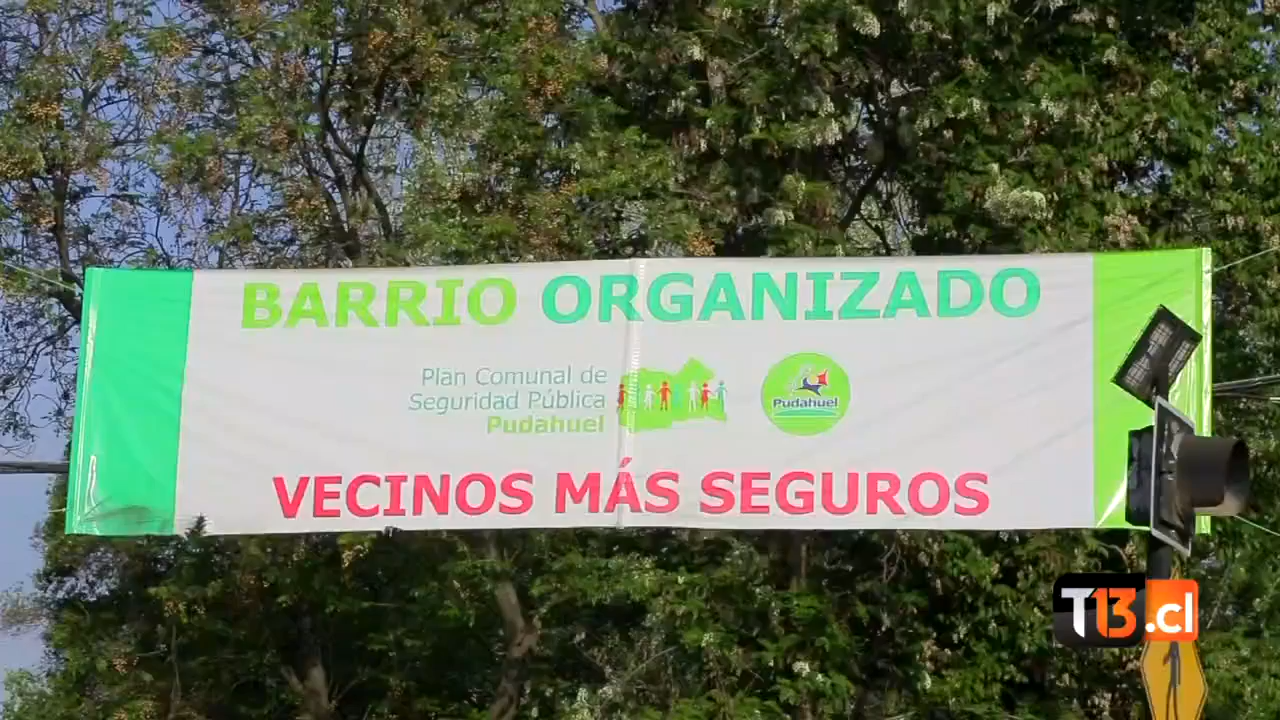 BARRIO ORGANIZADO
Plan Comunal de
Seguridad Pública
Pudahuel
Pudahuel
VECINOS MÁS SEGUROS
T13.cl